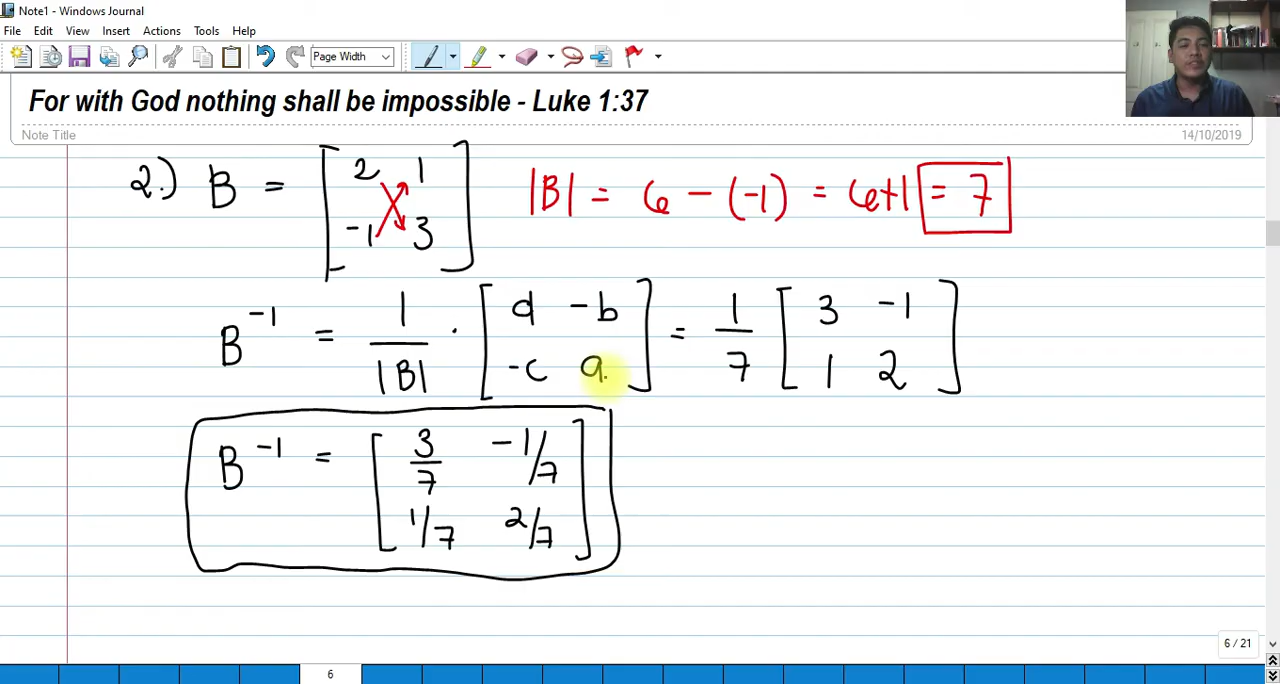 Note1 - Windows Journal
File Edit View Insert Actions Tools Help
Page Width
For with God nothing shall be impossible - Luke 1:37
Note Title
14/10/2019
2.) B = [ 2 1 ; -1 3 ] |B| = 6 - (-1) = 6+1 = 7
B^-1 = 1/|B| · [ d -b ; -c a ] = 1/7 [ 3 -1 ; 1 2 ]
B^-1 = [ 3/7 -1/7 ; 1/7 2/7 ]
6 / 21
6